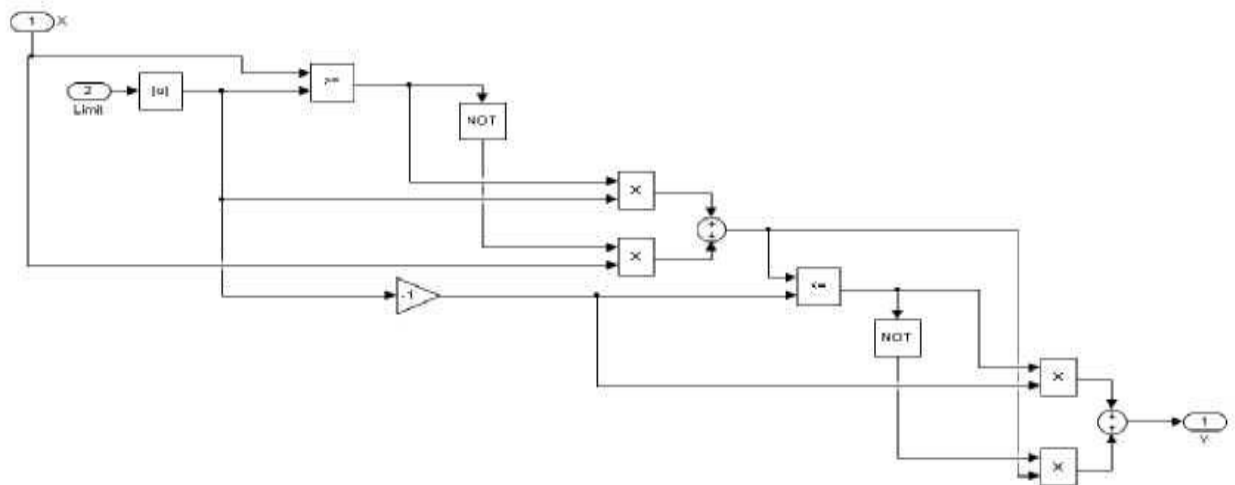 1 X
2
Limit
|u|
>=
NOT
×
+
+
×
-1
<=
NOT
×
+
+
1
Y
×